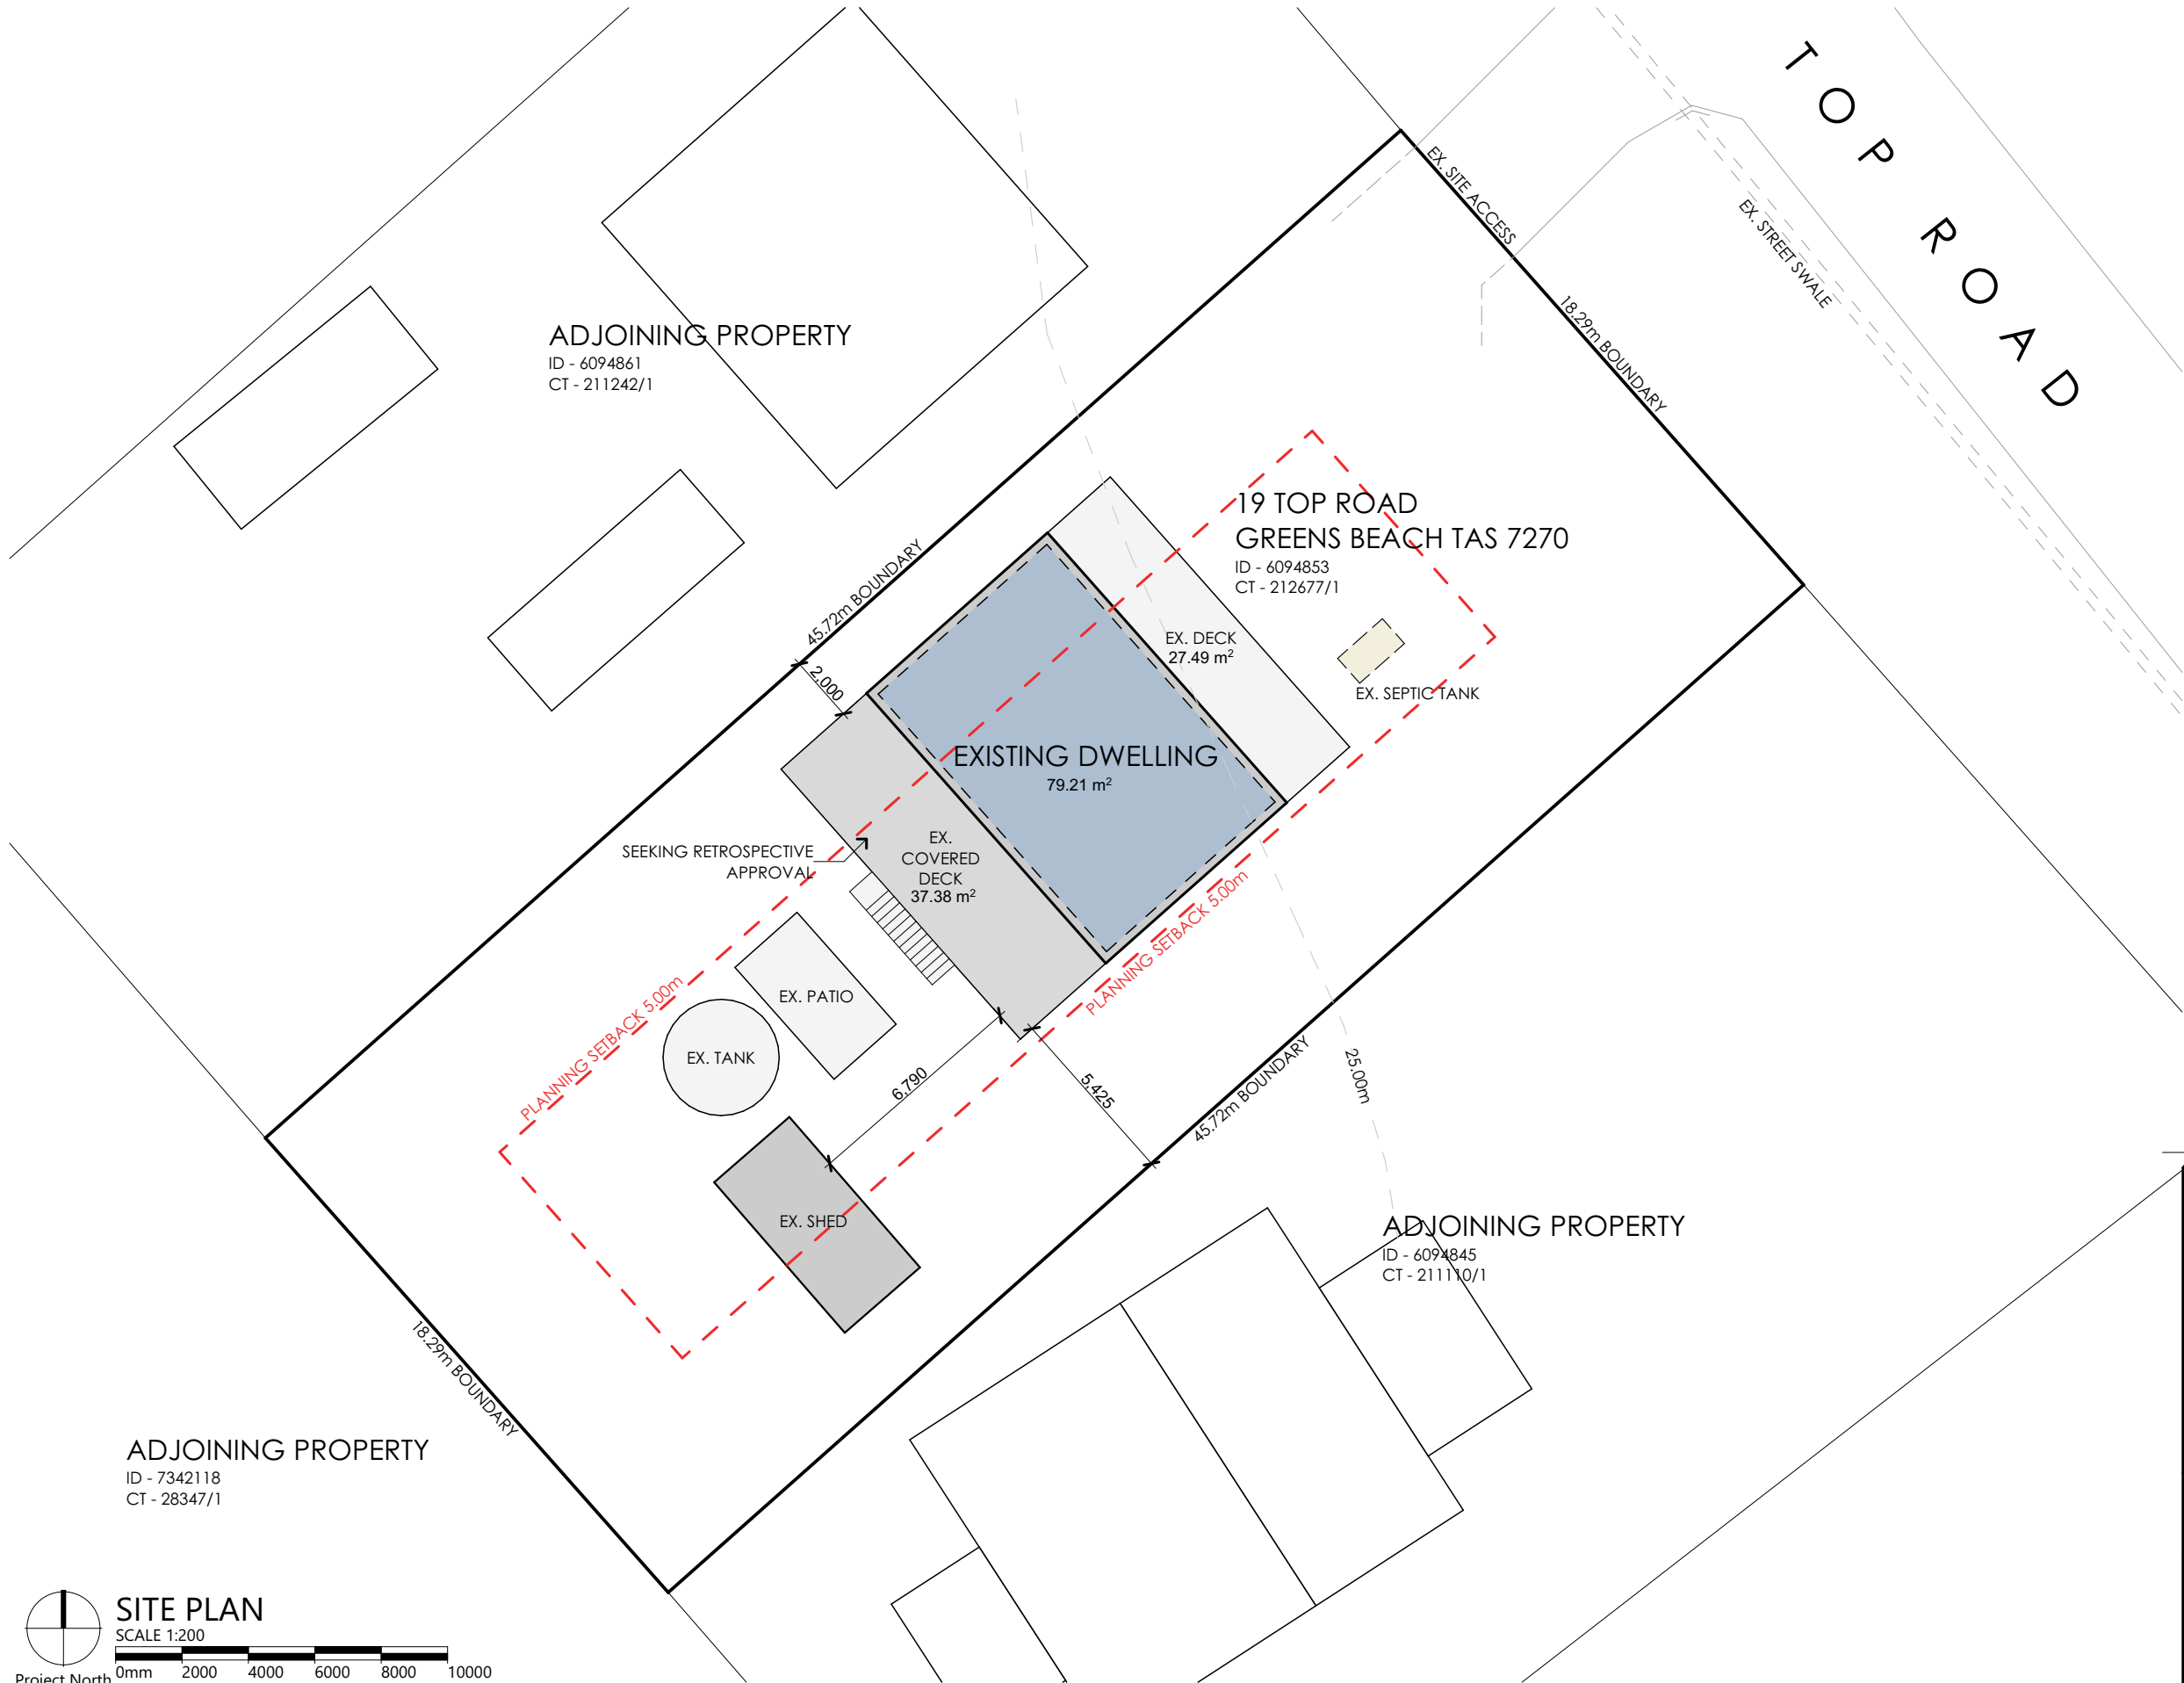 TOP ROAD
EX. SITE ACCESS
EX. STREET SWALE
18.29m BOUNDARY
ADJOINING PROPERTY
ID - 6094861
CT - 211242/1
19 TOP ROAD
GREENS BEACH TAS 7270
ID - 6094853
CT - 212677/1
45.72m BOUNDARY
2,000
EX. DECK
27.49 m²
EX. SEPTIC TANK
EXISTING DWELLING
79.21 m²
SEEKING RETROSPECTIVE
APPROVAL
EX.
COVERED
DECK
37.38 m²
PLANNING SETBACK 5.00m
PLANNING SETBACK 5.00m
EX. PATIO
EX. TANK
6,790
5,425
45.72m BOUNDARY
25.00m
EX. SHED
ADJOINING PROPERTY
ID - 6094845
CT - 211110/1
18.29m BOUNDARY
ADJOINING PROPERTY
ID - 7342118
CT - 28347/1
SITE PLAN
SCALE 1:200
0mm 2000 4000 6000 8000 10000
Project North